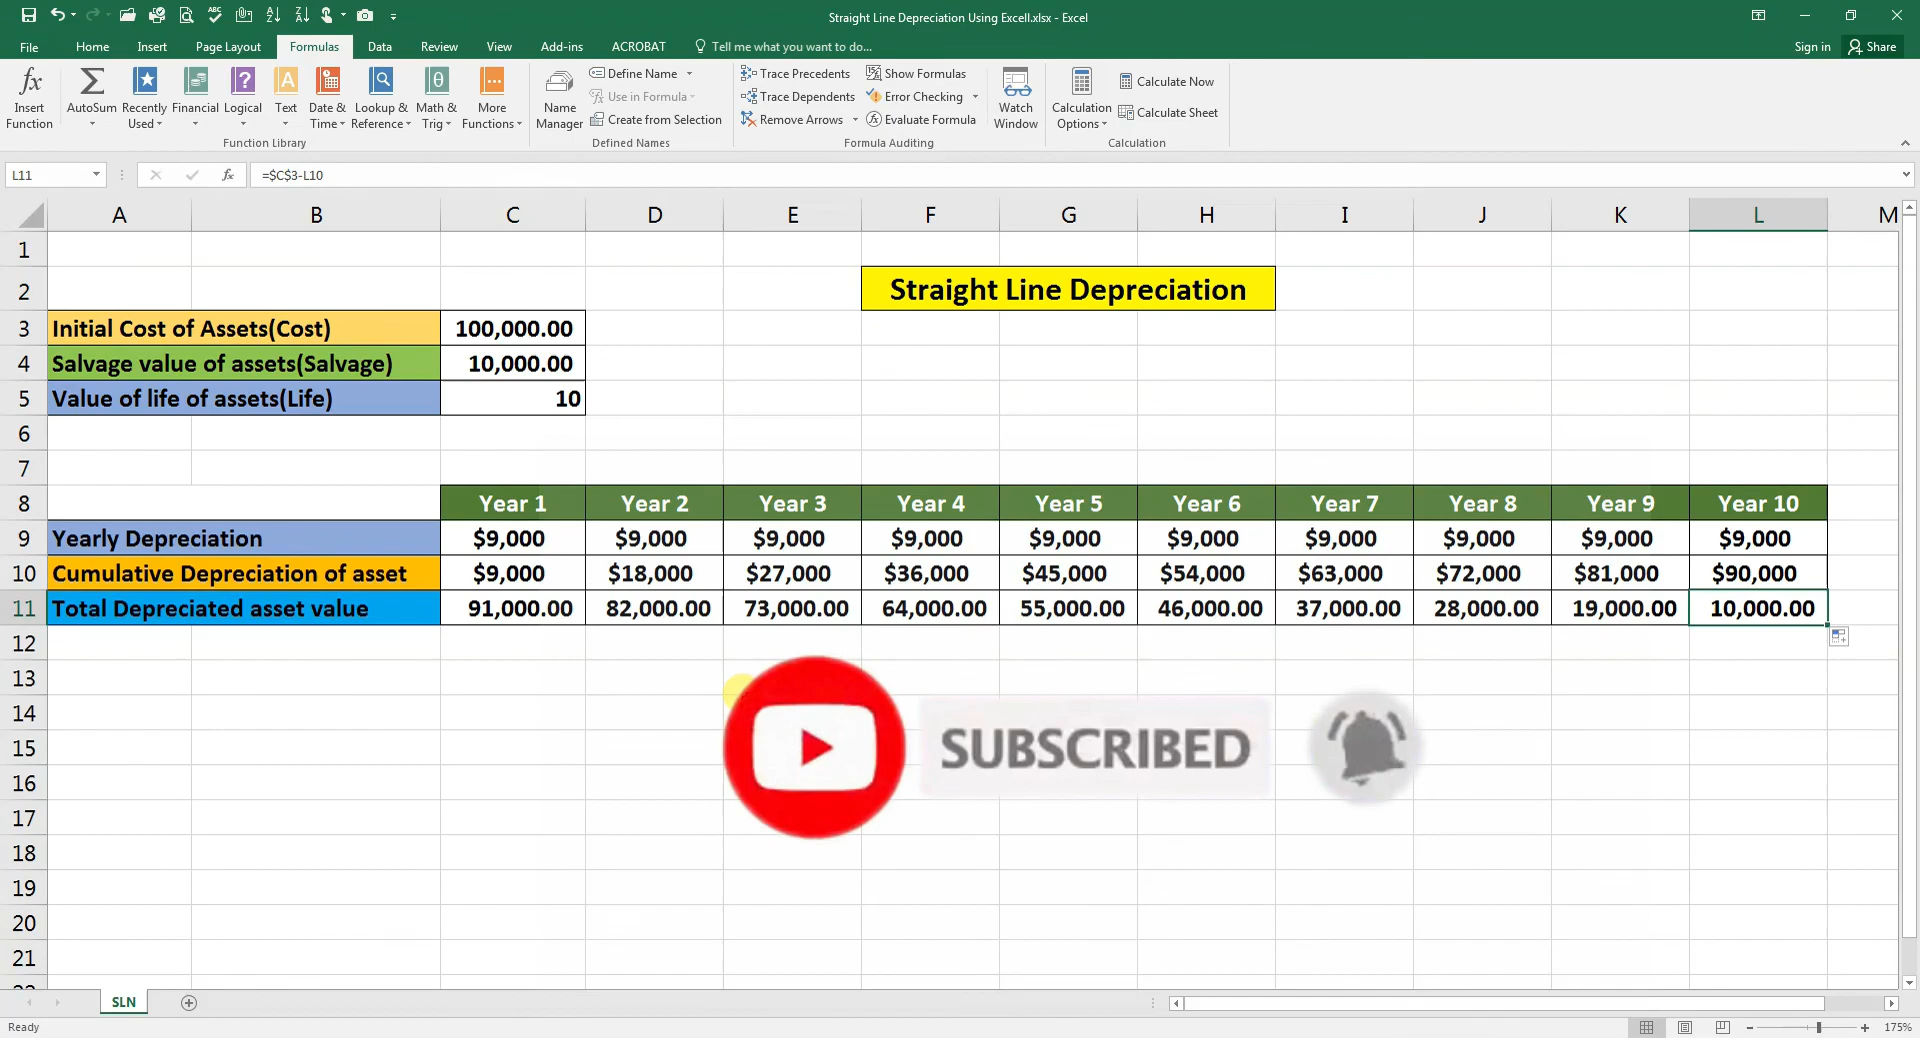 Straight Line Depreciation Using Excell.xlsx - Excel
File Home Insert Page Layout Formulas Data Review View Add-ins ACROBAT Tell me what you want to do... Sign in Share
Insert Function
AutoSum
Recently Used
Financial
Logical
Text
Date & Time
Lookup & Reference
Math & Trig
More Functions
Function Library
Name Manager
Define Name
Use in Formula
Create from Selection
Defined Names
Trace Precedents
Trace Dependents
Remove Arrows
Show Formulas
Error Checking
Evaluate Formula
Formula Auditing
Watch Window
Calculation Options
Calculate Now
Calculate Sheet
Calculation
L11 fx =$C$3-L10
A B C D E F G H I J K L M
1
2 Straight Line Depreciation
3 Initial Cost of Assets(Cost) 100,000.00
4 Salvage value of assets(Salvage) 10,000.00
5 Value of life of assets(Life) 10
6
7
8 Year 1 Year 2 Year 3 Year 4 Year 5 Year 6 Year 7 Year 8 Year 9 Year 10
9 Yearly Depreciation $9,000 $9,000 $9,000 $9,000 $9,000 $9,000 $9,000 $9,000 $9,000 $9,000
10 Cumulative Depreciation of asset $9,000 $18,000 $27,000 $36,000 $45,000 $54,000 $63,000 $72,000 $81,000 $90,000
11 Total Depreciated asset value 91,000.00 82,000.00 73,000.00 64,000.00 55,000.00 46,000.00 37,000.00 28,000.00 19,000.00 10,000.00
12
13
14
15 SUBSCRIBED
16
17
18
19
20
21
22
SLN
Ready 175%